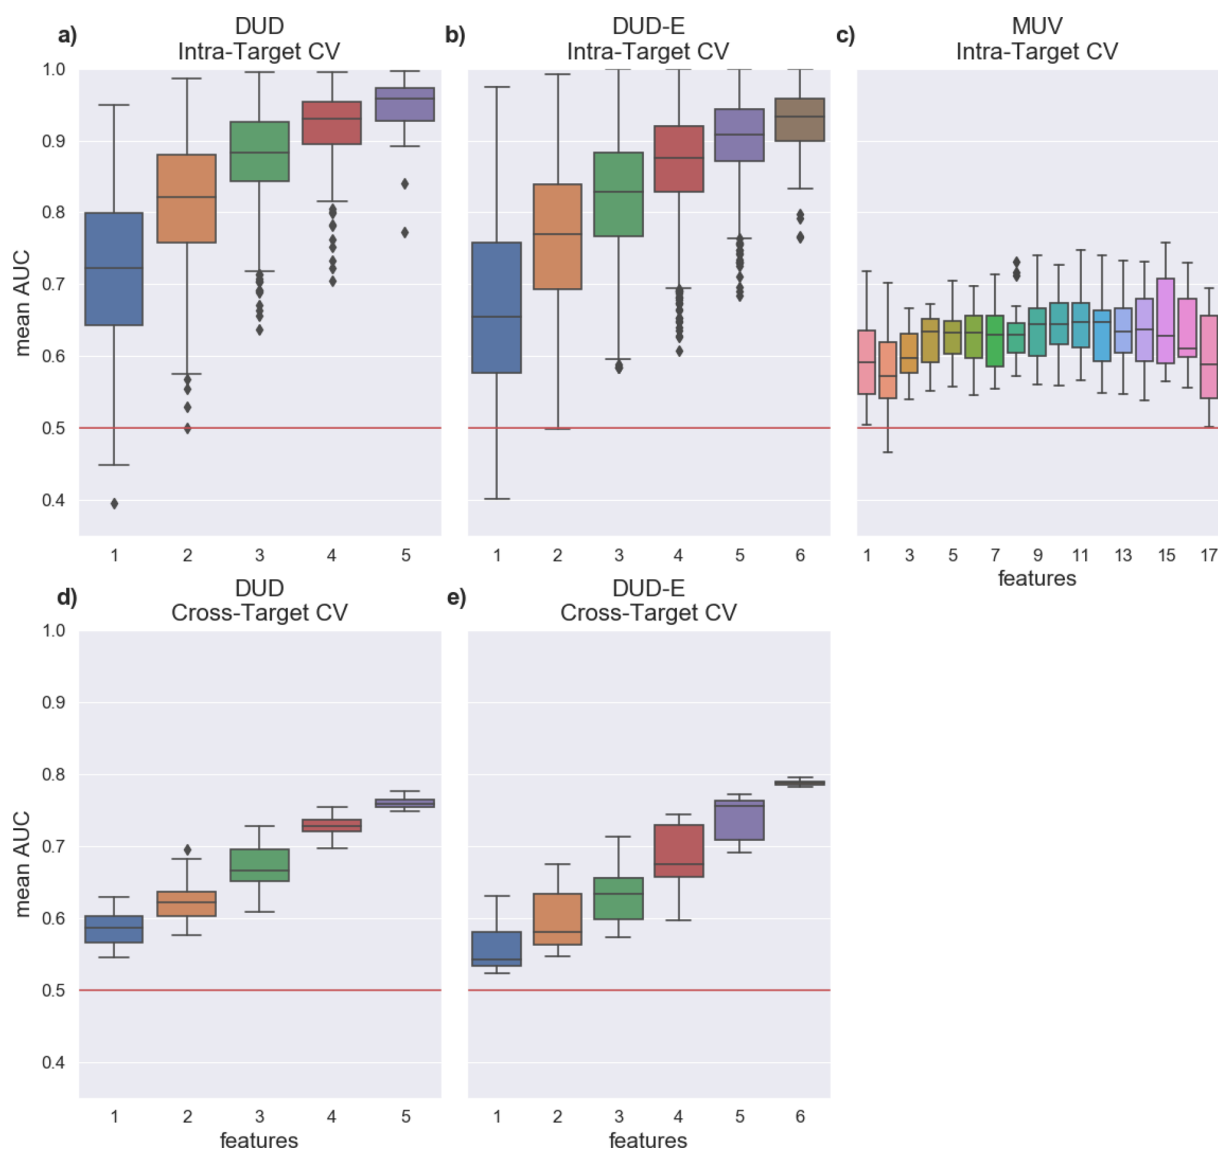 a)
DUD
Intra-Target CV
b)
DUD-E
Intra-Target CV
c)
MUV
Intra-Target CV
1.0
0.9
0.8
0.7
0.6
0.5
0.4
mean AUC
1 2 3 4 5
1 2 3 4 5 6
1 3 5 7 9 11 13 15 17
features
d)
DUD
Cross-Target CV
e)
DUD-E
Cross-Target CV
1.0
0.9
0.8
0.7
0.6
0.5
0.4
mean AUC
1 2 3 4 5
features
1 2 3 4 5 6
features